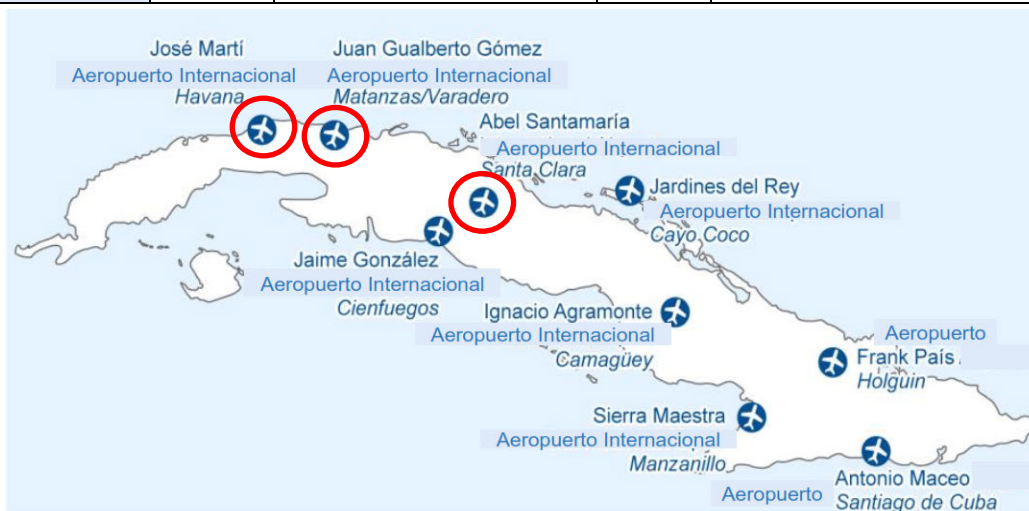 José Martí
Aeropuerto Internacional
Havana
Juan Gualberto Gómez
Aeropuerto Internacional
Matanzas/Varadero
Abel Santamaría
Aeropuerto Internacional
Santa Clara
Jardines del Rey
Aeropuerto Internacional
Cayo Coco
Jaime González
Aeropuerto Internacional
Cienfuegos
Ignacio Agramonte
Aeropuerto Internacional
Camagüey
Aeropuerto
Frank País
Holguin
Sierra Maestra
Aeropuerto Internacional
Manzanillo
Antonio Maceo
Aeropuerto
Santiago de Cuba